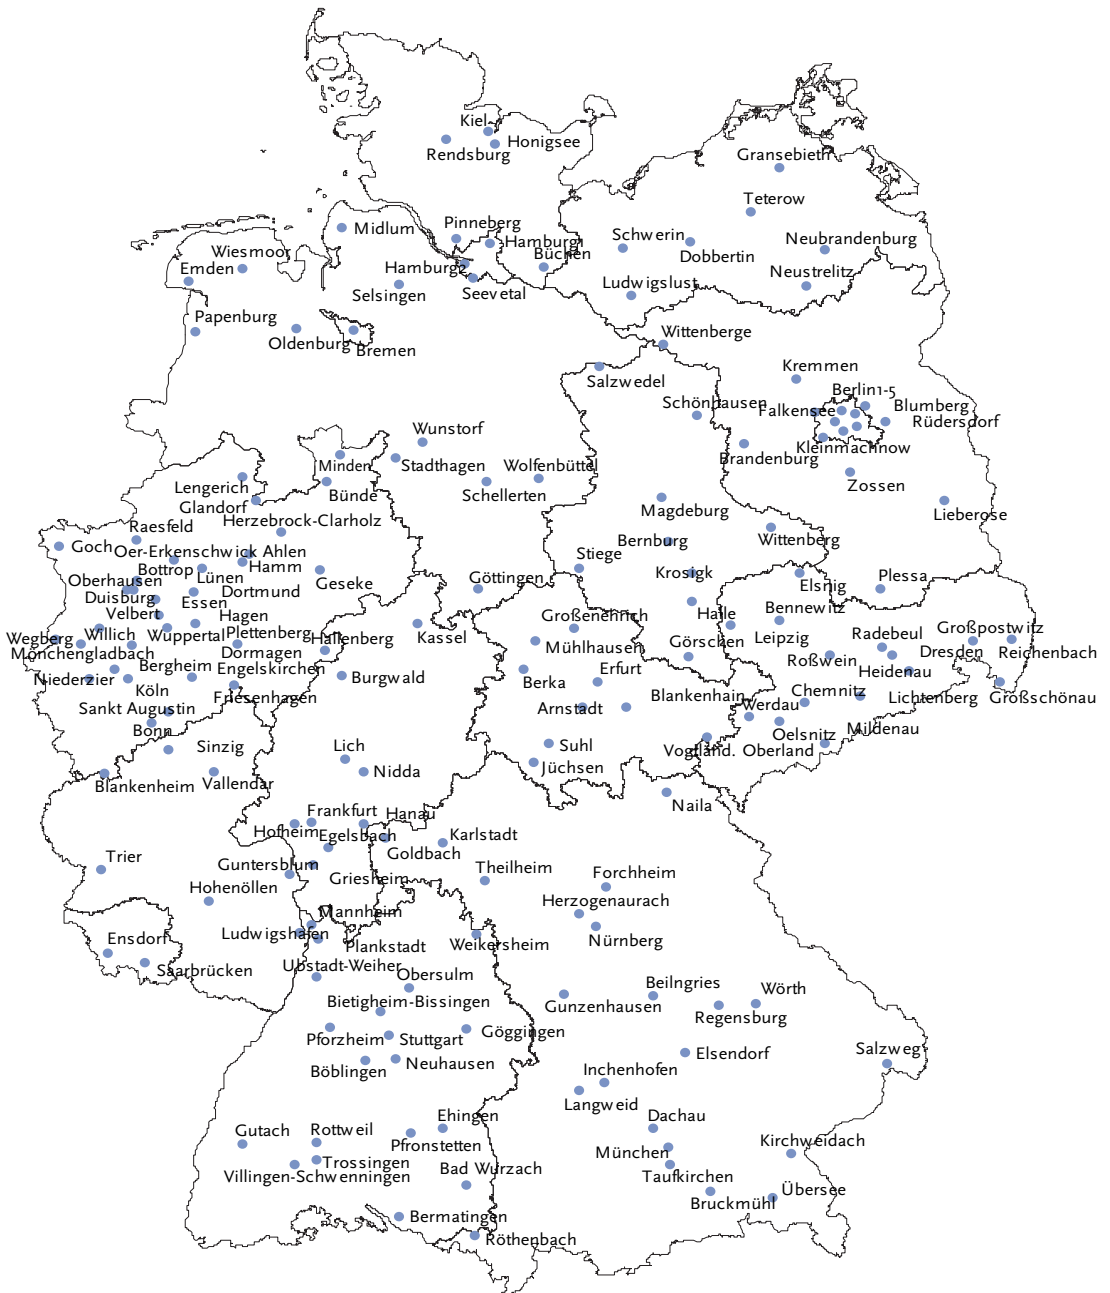 Kiel
Honigsee
Rendsburg
Gransebieth
Teterow
Midlum
Pinneberg
Hamburg1
Schwerin
Neubrandenburg
Wiesmoor
Büchen
Dobbertin
Emden
Hamburg2
Neustrelitz
Selsingen
Seevetal
Ludwigslust
Papenburg
Wittenberge
Oldenburg
Bremen
Kremmen
Salzwedel
Berlin1-5
Schönhausen
Falkensee
Blumberg
Rüdersdorf
Wunstorf
Kleinmachnow
Brandenburg
Minden
Stadthagen
Wolfenbüttel
Zossen
Lengerich
Bünde
Schellerten
Glandorf
Magdeburg
Lieberose
Raesfeld
Herzebrock-Clarholz
Wittenberg
Goch
Oer-Erkenschwick
Ahlen
Stiege
Bernburg
Bottrop
Hamm
Oberhausen
Lünen
Geseke
Göttingen
Krosigk
Elsnig
Plessa
Duisburg
Essen
Dortmund
Velbert
Hagen
Großenehrich
Halle
Bennewitz
Wegberg
Willich
Wuppertal
Plettenberg
Hallenberg
Kassel
Mühlhausen
Görschen
Leipzig
Radebeul
Großpostwitz
Mönchengladbach
Dormagen
Dresden
Reichenbach
Niederzier
Bergheim
Engelskirchen
Burgwald
Berka
Erfurt
Roßwein
Heidenau
Köln
Friesenhagen
Blankenhain
Chemnitz
Lichtenberg
Großschönau
Sankt Augustin
Arnstadt
Werdau
Bonn
Oelsnitz
Mildenau
Sinzig
Lich
Suhl
Vogtländ. Oberland
Blankenheim
Vallendar
Nidda
Jüchsen
Naila
Frankfurt
Hanau
Hofheim
Egelsbach
Karlstadt
Trier
Guntersblum
Goldbach
Theilheim
Forchheim
Hohenöllen
Griesheim
Herzogenaurach
Mannheim
Ensdorf
Ludwigshafen
Plankstadt
Weikersheim
Nürnberg
Saarbrücken
Ubstadt-Weiher
Obersulm
Beilngries
Wörth
Bietigheim-Bissingen
Gunzenhausen
Regensburg
Pforzheim
Stuttgart
Göggingen
Elsendorf
Salzweg
Böblingen
Neuhausen
Inchenhofen
Langweid
Ehingen
Dachau
Gutach
Rottweil
Pfronstetten
Kirchweidach
Trossingen
München
Villingen-Schwenningen
Bad Wurzach
Taufkirchen
Übersee
Bruckmühl
Bermatingen
Röthenbach